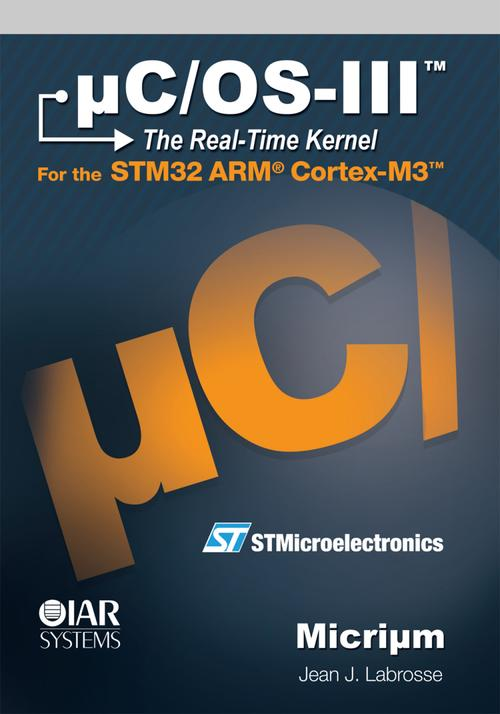 µC/OS-III™
The Real-Time Kernel
For the STM32 ARM® Cortex-M3™
µC/
ST STMicroelectronics
IAR
SYSTEMS
Micriµm
Jean J. Labrosse